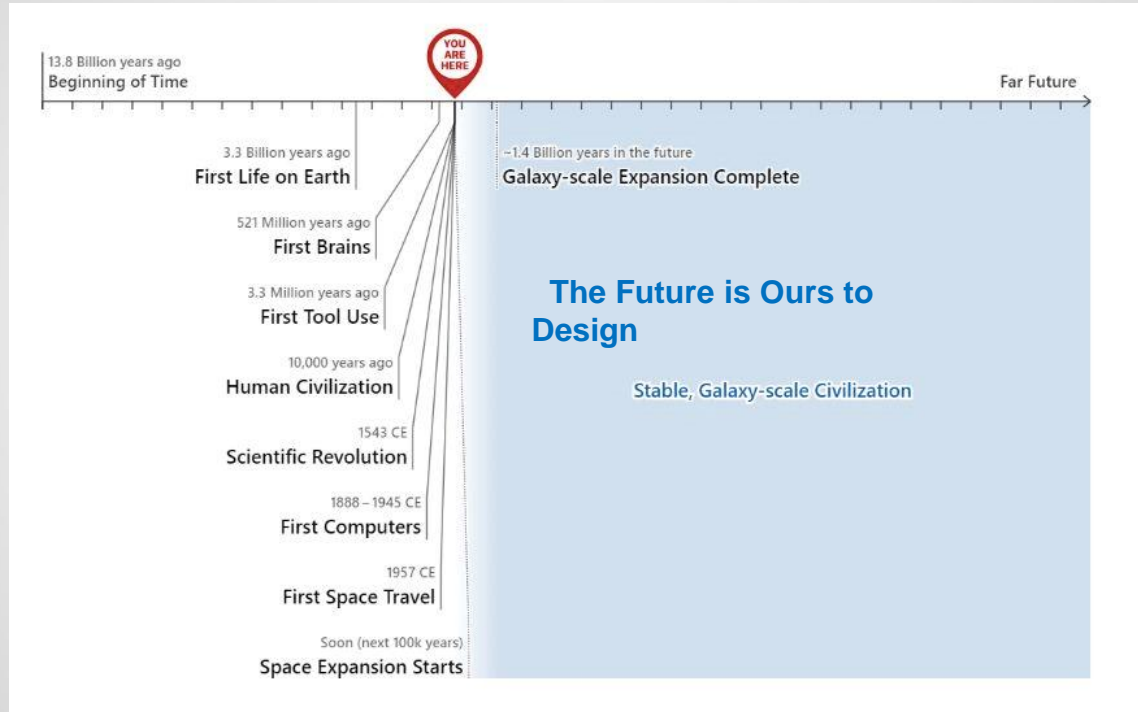 YOU
ARE
HERE
13.8 Billion years ago
Beginning of Time
Far Future
3.3 Billion years ago
First Life on Earth
~1.4 Billion years in the future
Galaxy-scale Expansion Complete
521 Million years ago
First Brains
3.3 Million years ago
First Tool Use
The Future is Ours to
Design
10,000 years ago
Human Civilization
Stable, Galaxy-scale Civilization
1543 CE
Scientific Revolution
1888 – 1945 CE
First Computers
1957 CE
First Space Travel
Soon (next 100k years)
Space Expansion Starts